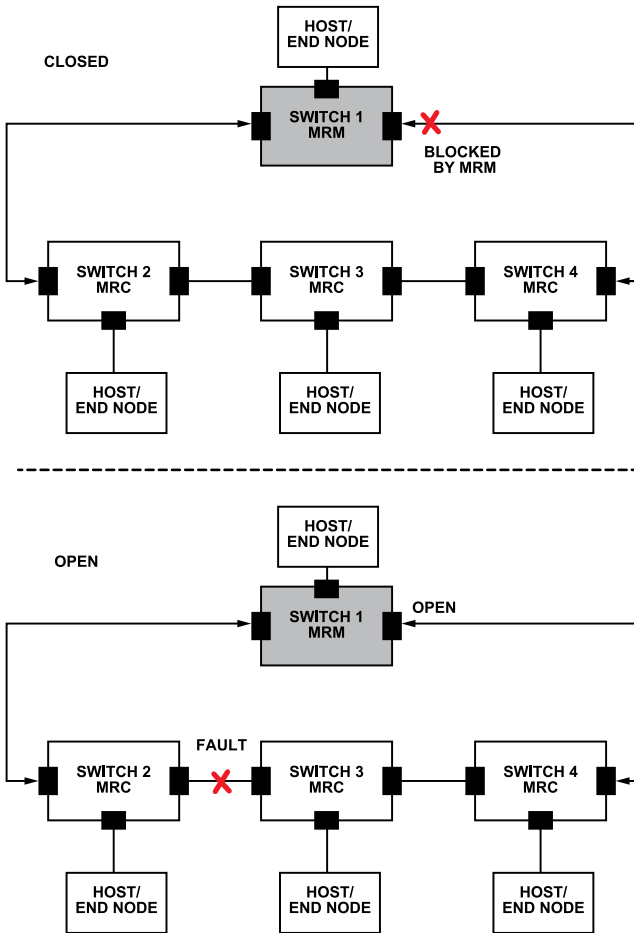 HOST/
END NODE
CLOSED
SWITCH 1
MRM
BLOCKED
BY MRM
SWITCH 2
MRC
SWITCH 3
MRC
SWITCH 4
MRC
HOST/
END NODE
HOST/
END NODE
HOST/
END NODE
HOST/
END NODE
OPEN
SWITCH 1
MRM
OPEN
FAULT
SWITCH 2
MRC
SWITCH 3
MRC
SWITCH 4
MRC
HOST/
END NODE
HOST/
END NODE
HOST/
END NODE